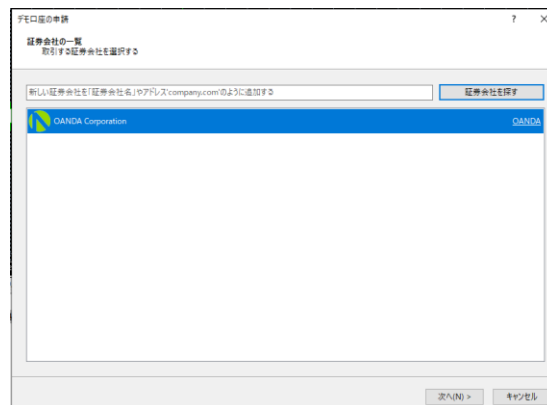 デモ口座の申請
証券会社の一覧
取引する証券会社を選択する
新しい証券会社を「証券会社名」やアドレス'company.com'のように追加する
証券会社を探す
OANDA Corporation
OANDA
次へ(N) >
キャンセル